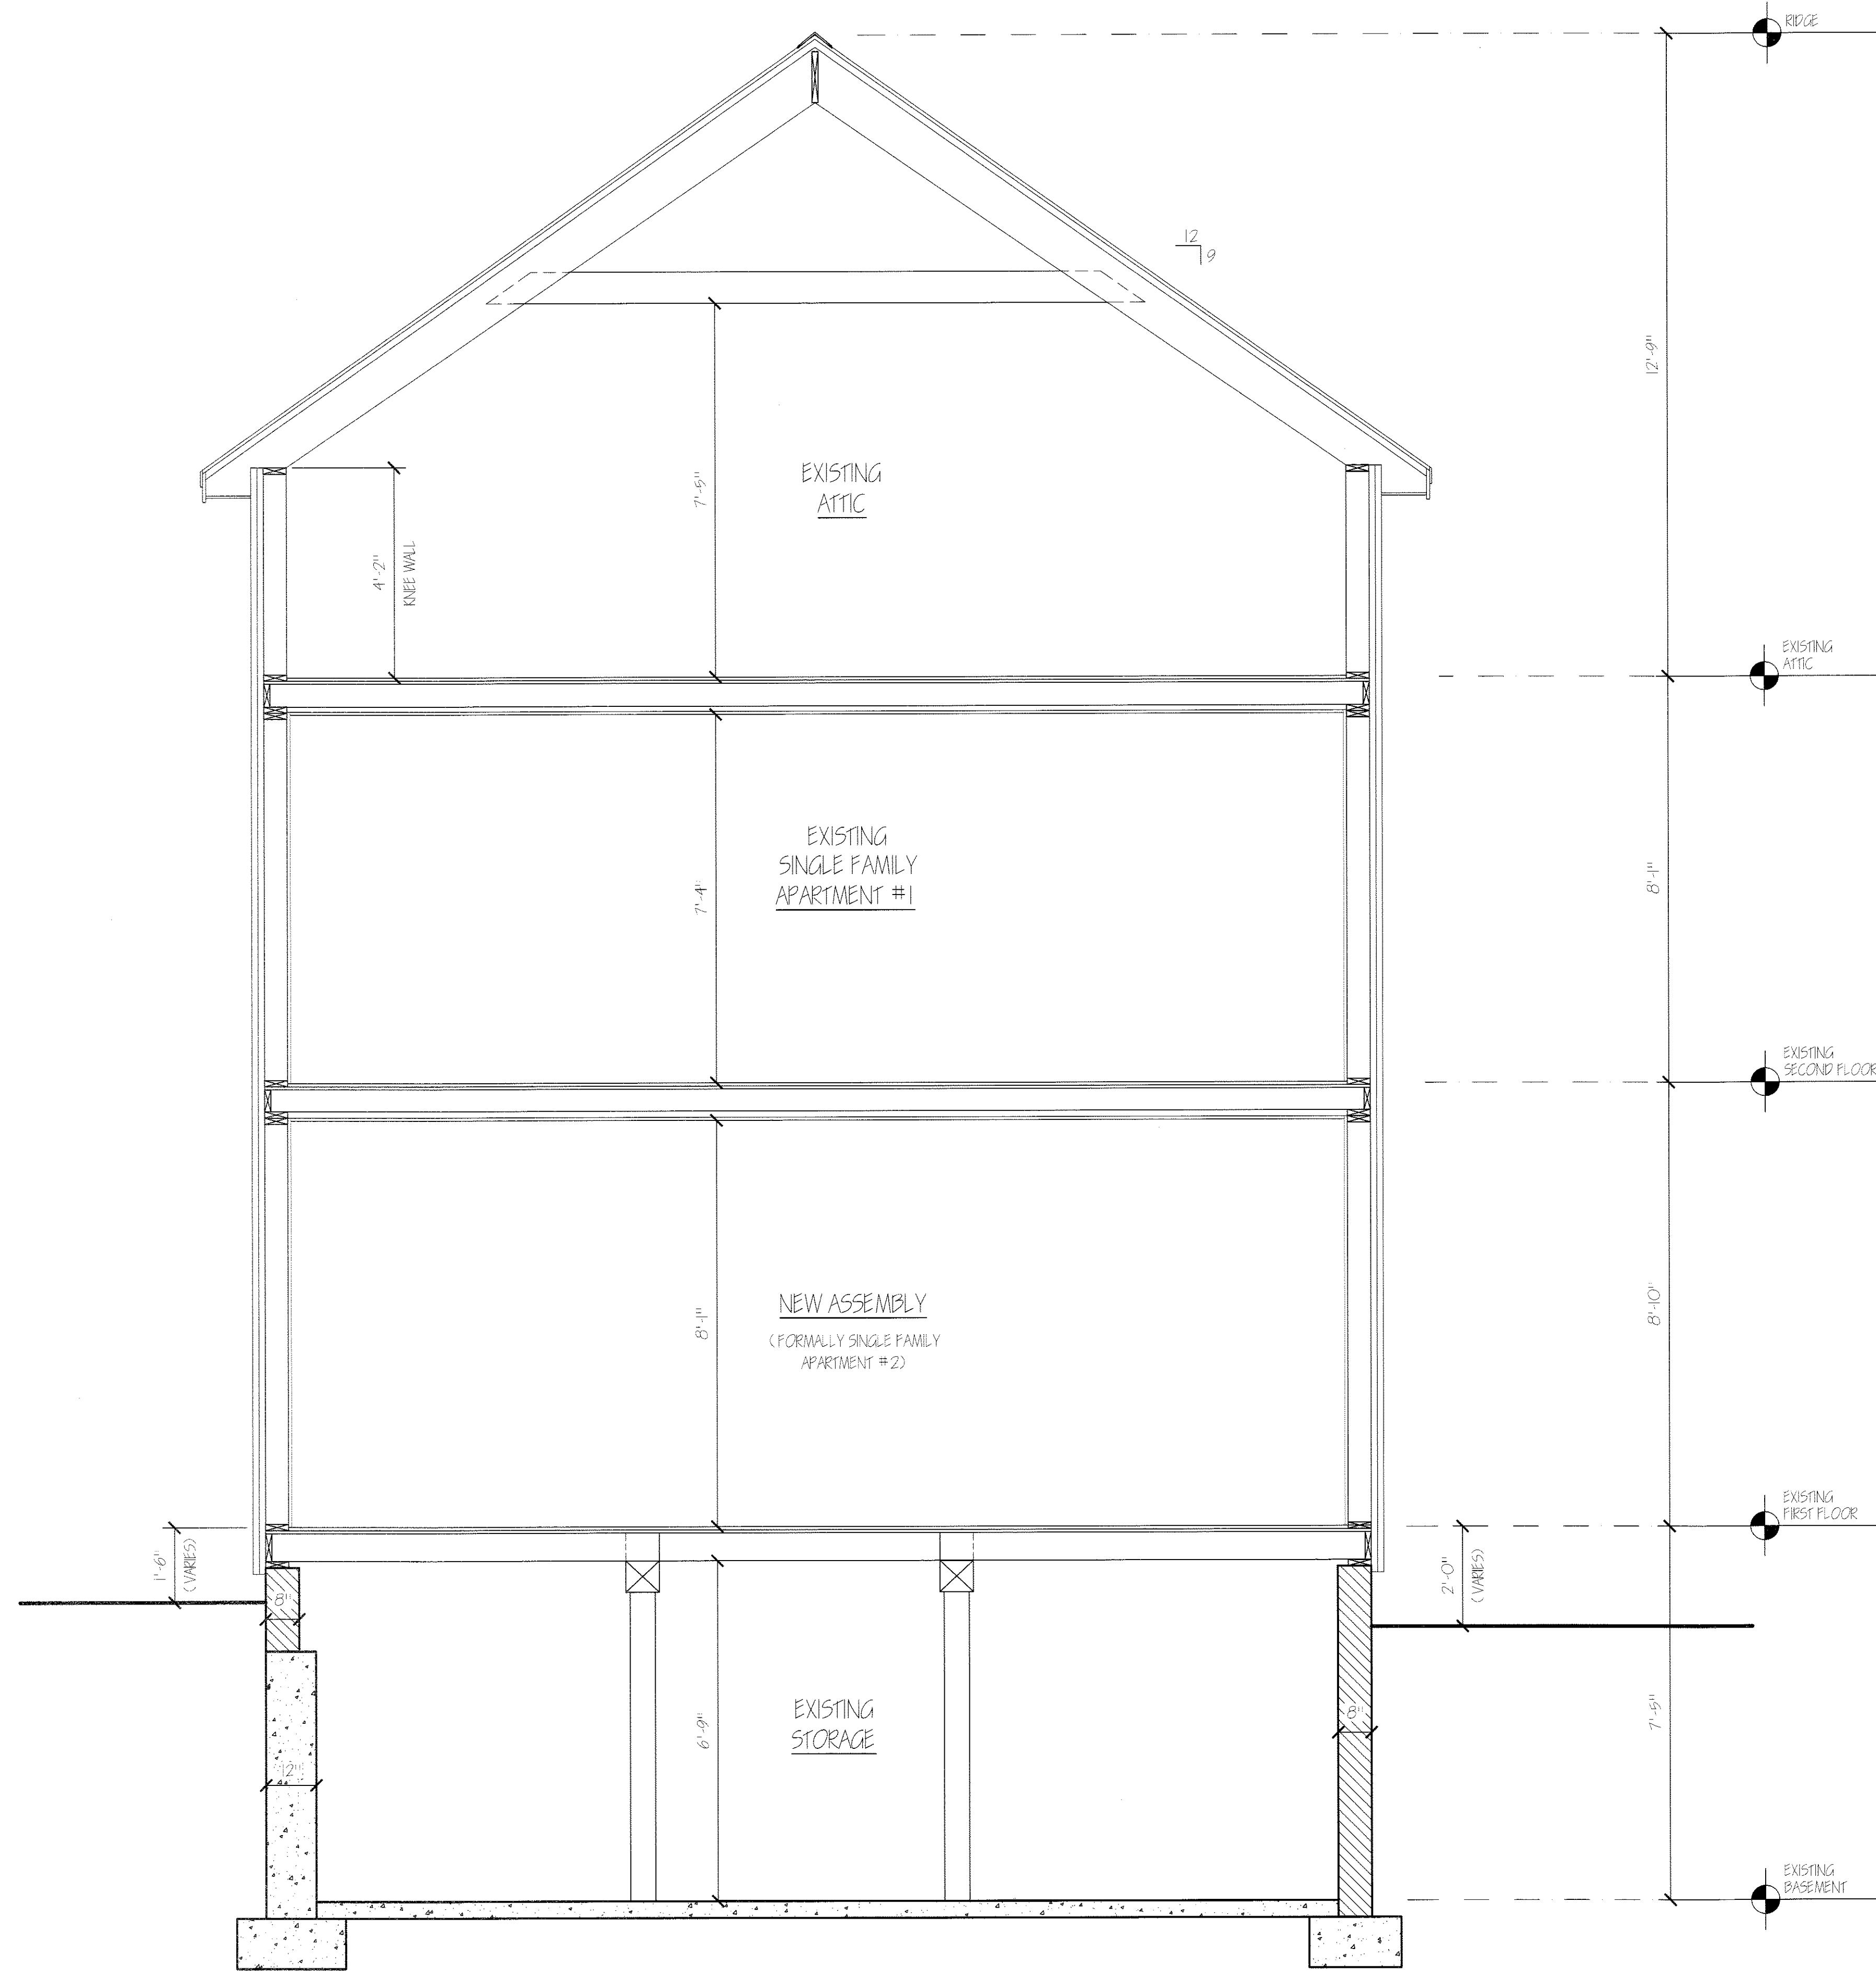 RIDGE
12
9
12'-9"
EXISTING
ATTIC
7'-5"
4'-2"
KNEE WALL
EXISTING
ATTIC
EXISTING
SINGLE FAMILY
APARTMENT #1
7'-4"
8'-1"
EXISTING
SECOND FLOOR
NEW ASSEMBLY
(FORMALLY SINGLE FAMILY
APARTMENT #2)
8'-1"
8'-10"
EXISTING
FIRST FLOOR
1'-6"
(VARIES)
2'-0"
(VARIES)
8"
EXISTING
STORAGE
6'-9"
8"
7'-5"
12"
EXISTING
BASEMENT